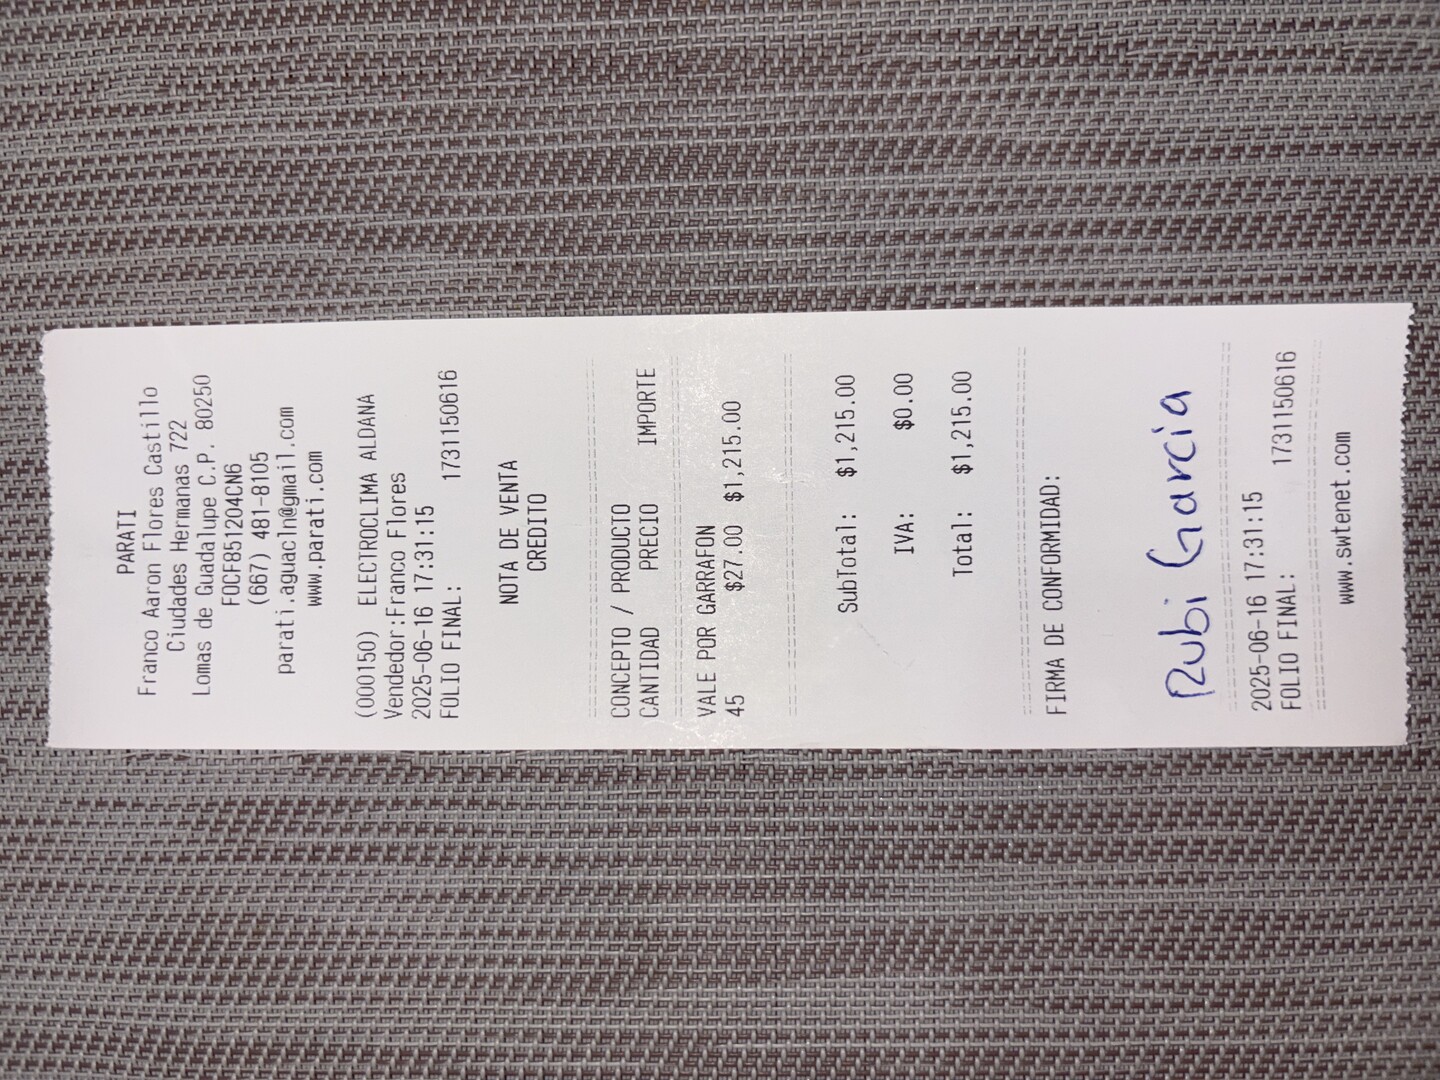 PARATI
Franco Aaron Flores Castillo
Ciudades Hermanas 722
Lomas de Guadalupe C.P. 80250
FOCF851204CN6
(667) 481-8105
parati.aguacln@gmail.com
www.parati.com
(000150) ELECTROCLIMA ALDANA
Vendedor:Franco Flores
2025-06-16 17:31:15
FOLIO FINAL: 1731150616
NOTA DE VENTA
CREDITO
CONCEPTO / PRODUCTO
CANTIDAD PRECIO IMPORTE
VALE POR GARRAFON
45 $27.00 $1,215.00
SubTotal: $1,215.00
IVA: $0.00
Total: $1,215.00
FIRMA DE CONFORMIDAD:
Rubi Garcia
2025-06-16 17:31:15
FOLIO FINAL: 1731150616
www.swtenet.com